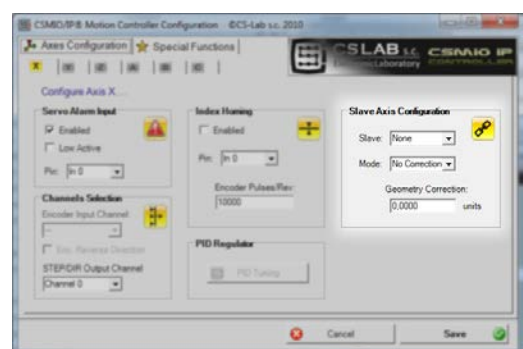 CSMIO/IP® Motion Controller Configuration ©CS-Lab s.c. 2010
Axes Configuration
Special Functions
CSLAB s.c.
Laboratory
CSMIO IP
CONTROLLER
X
Configure Axis X...
Servo Alarm Input
Enabled
Low Active
Pin: In 0
Index Homing
Enabled
Pin: In 0
Encoder Pulses/Rev:
10000
Slave Axis Configuration
Slave: None
Mode: No Correction
Geometry Correction:
0,0000 units
Channels Selection
Encoder Input Channel
--
Enc. Reverse Direction
STEP/DIR Output Channel
Channel 0
PID Regulator
PID Tuning
Cancel
Save